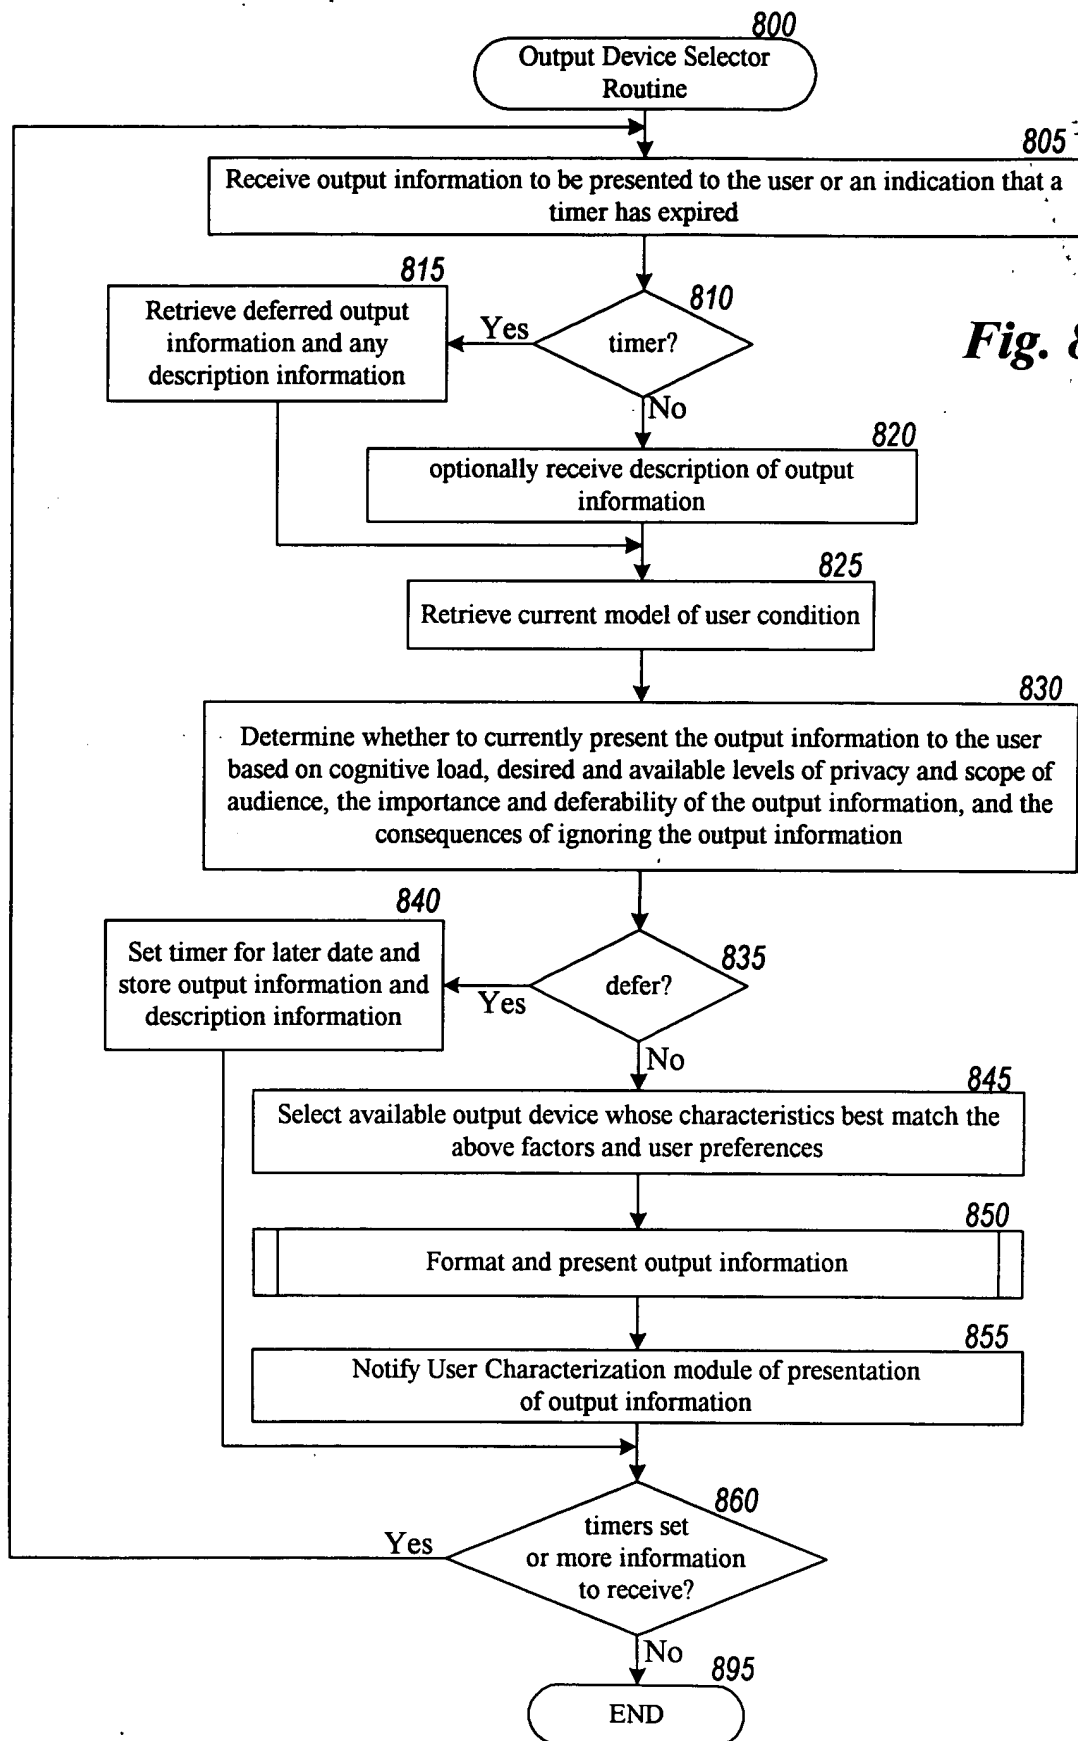 800
Output Device Selector
Routine
805
Receive output information to be presented to the user or an indication that a
timer has expired
815
Retrieve deferred output
information and any
description information
Yes
810
timer?
Fig. 8
No
820
optionally receive description of output
information
825
Retrieve current model of user condition
830
Determine whether to currently present the output information to the user
based on cognitive load, desired and available levels of privacy and scope of
audience, the importance and deferability of the output information, and the
consequences of ignoring the output information
840
Set timer for later date and
store output information and
description information
Yes
835
defer?
No
845
Select available output device whose characteristics best match the
above factors and user preferences
850
Format and present output information
855
Notify User Characterization module of presentation
of output information
860
timers set
or more information
to receive?
Yes
No
895
END